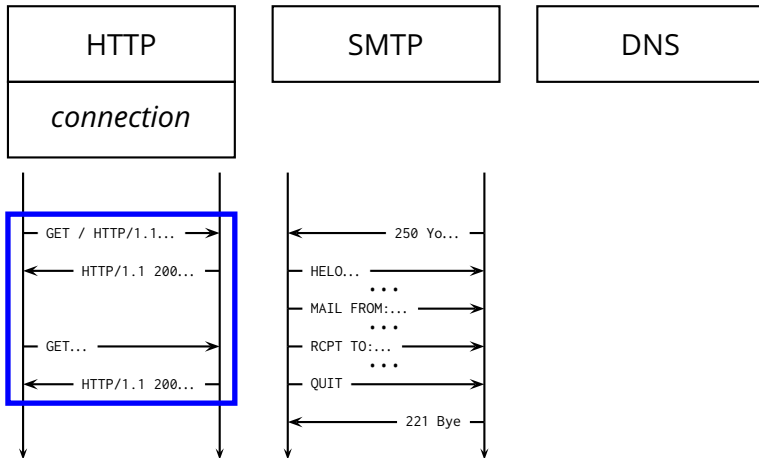 HTTP
SMTP
DNS
connection
GET / HTTP/1.1...
250 Yo...
HTTP/1.1 200...
HELO...
...
MAIL FROM:...
...
GET...
RCPT TO:...
...
HTTP/1.1 200...
QUIT
221 Bye